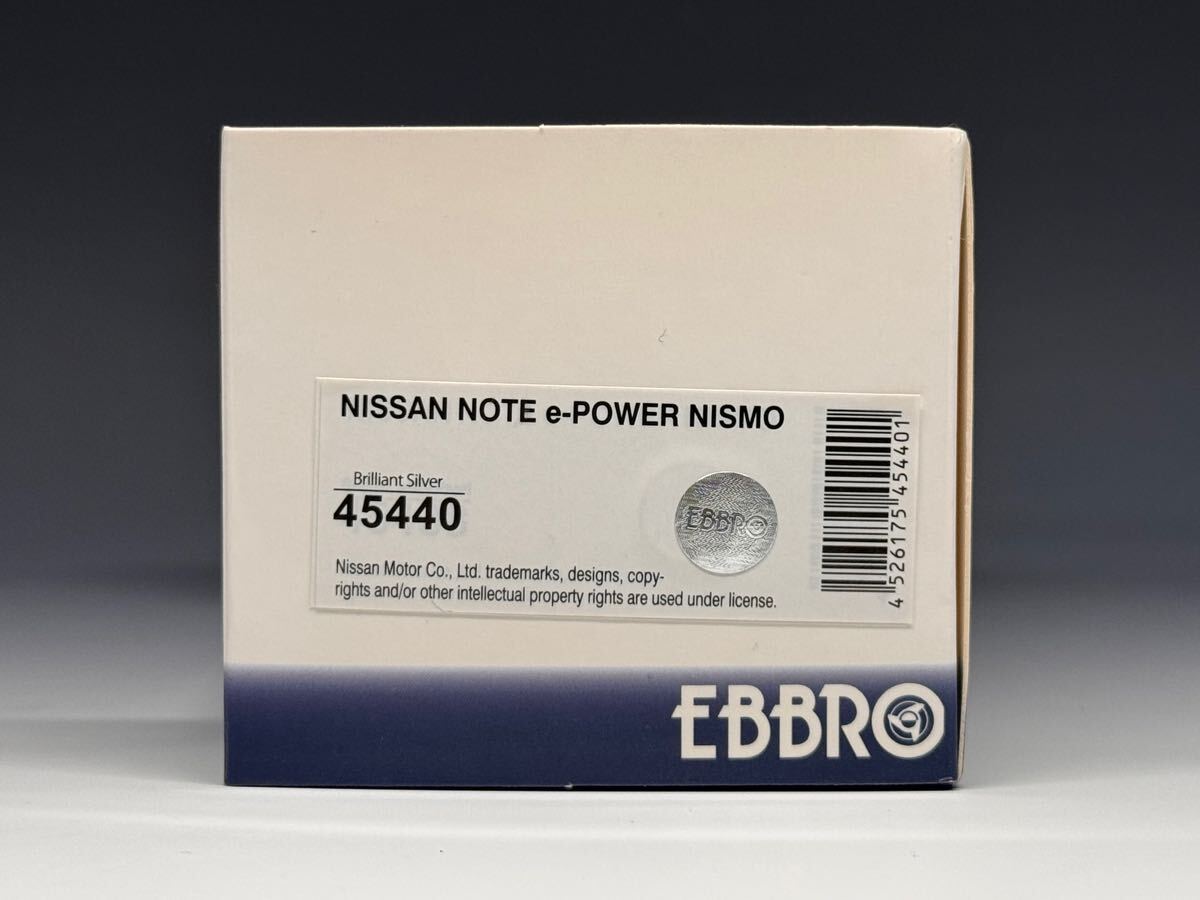 NISSAN NOTE e-POWER NISMO
Brilliant Silver
45440
EBBRO
Nissan Motor Co., Ltd. trademarks, designs, copy-
rights and/or other intellectual property rights are used under license.
4 526175 454401
EBBRO